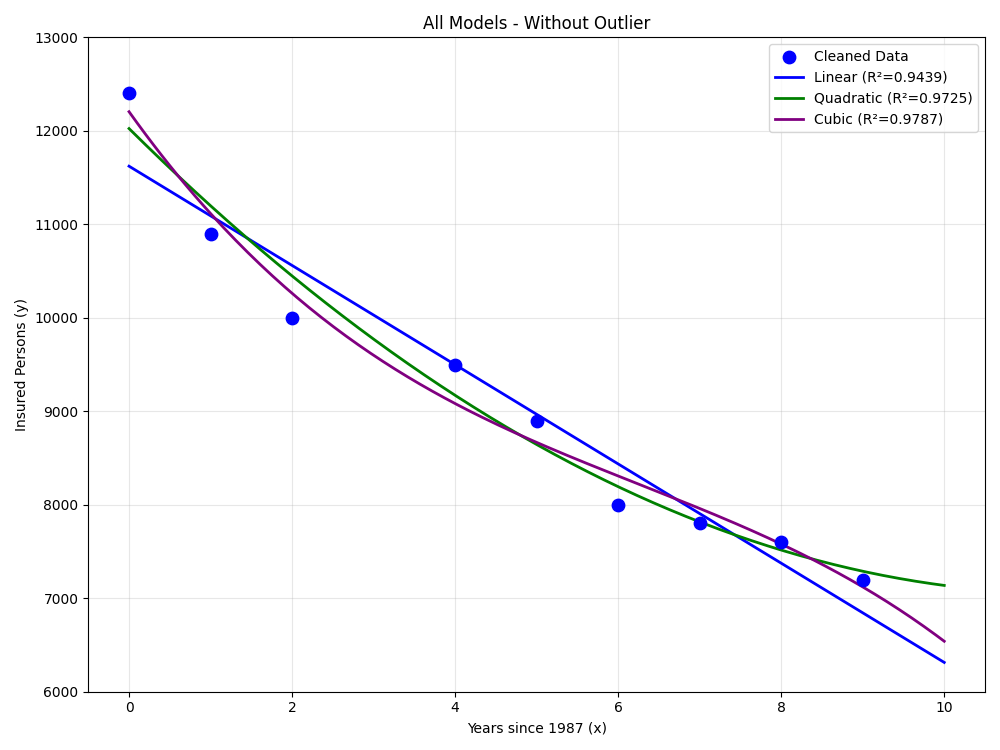 All Models - Without Outlier
Cleaned Data
Linear (R²=0.9439)
Quadratic (R²=0.9725)
Cubic (R²=0.9787)
Insured Persons (y)
13000
12000
11000
10000
9000
8000
7000
6000
0 2 4 6 8 10
Years since 1987 (x)